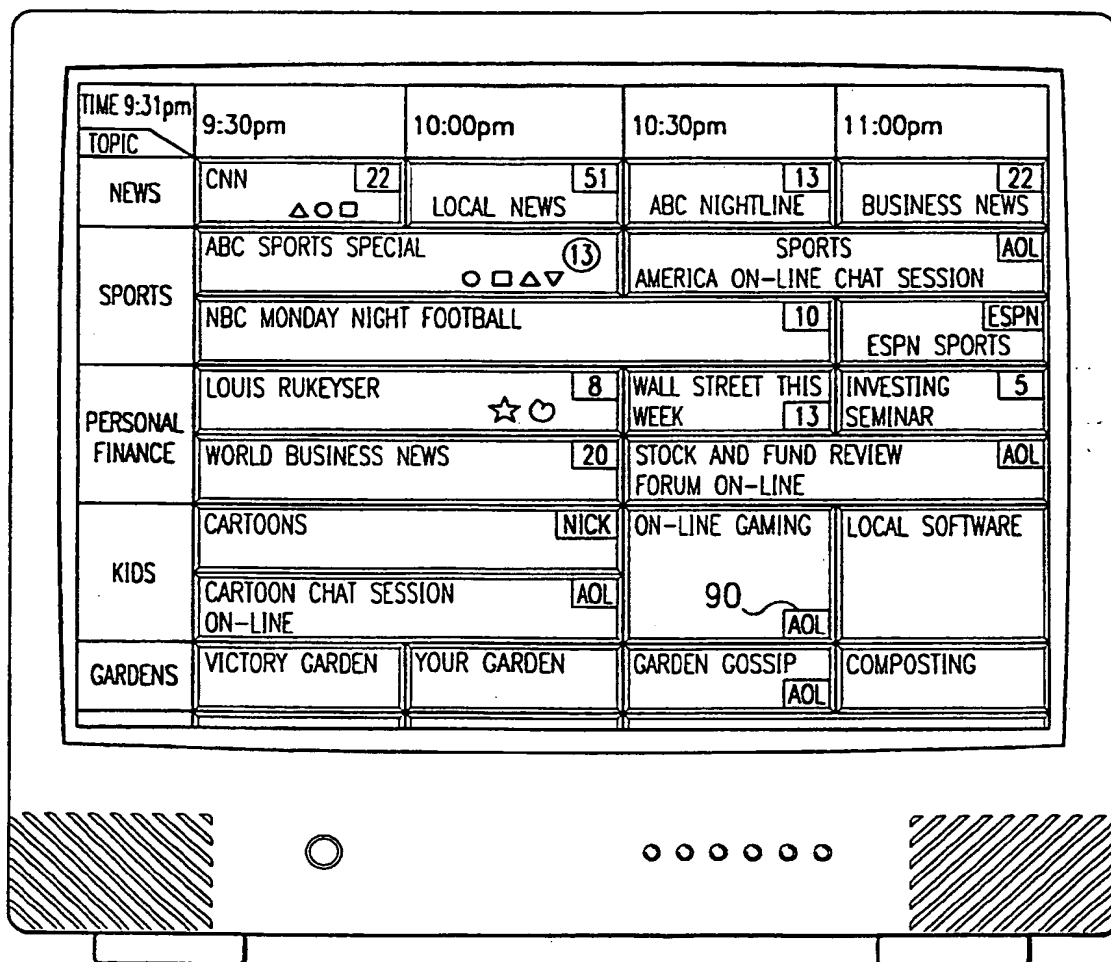 TIME 9:31pm
TOPIC
9:30pm 10:00pm 10:30pm 11:00pm
NEWS
CNN 22
51
LOCAL NEWS
13
ABC NIGHTLINE
22
BUSINESS NEWS
SPORTS
ABC SPORTS SPECIAL 13
SPORTS AOL
AMERICA ON-LINE CHAT SESSION
NBC MONDAY NIGHT FOOTBALL 10
ESPN
ESPN SPORTS
PERSONAL
FINANCE
LOUIS RUKEYSER 8
WALL STREET THIS
WEEK 13
INVESTING 5
SEMINAR
WORLD BUSINESS NEWS 20
STOCK AND FUND REVIEW AOL
FORUM ON-LINE
KIDS
CARTOONS NICK
CARTOON CHAT SESSION AOL
ON-LINE
ON-LINE GAMING
90
AOL
LOCAL SOFTWARE
GARDENS
VICTORY GARDEN
YOUR GARDEN
GARDEN GOSSIP
AOL
COMPOSTING